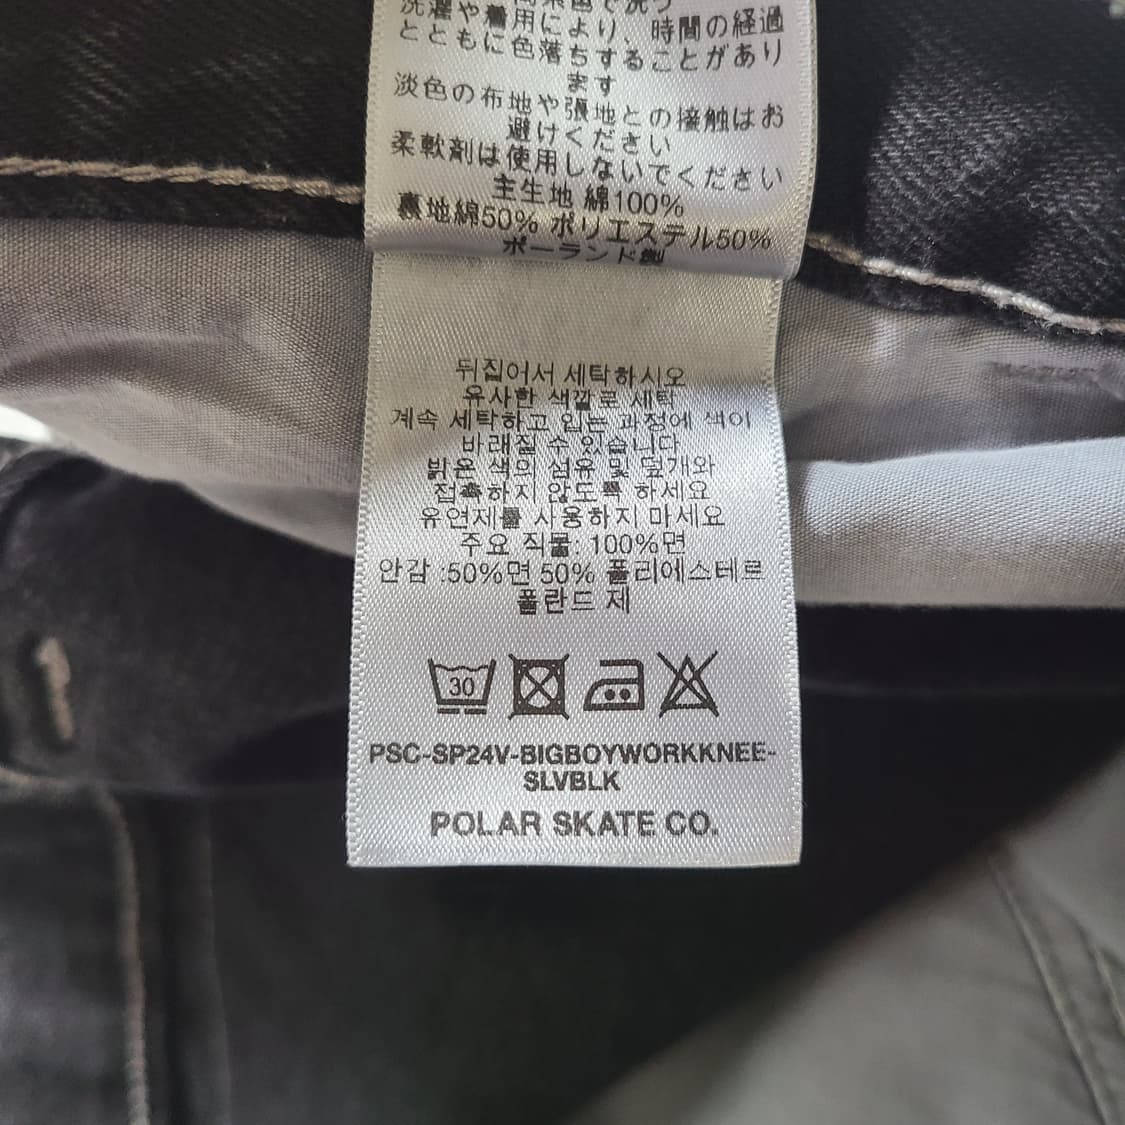 洗濯や着用により、時間の経過
とともに色落ちすることがあり
ます
淡色の布地や張地との接触はお
避けください
柔軟剤は使用しないでください
主生地 綿100%
裏地綿50% ポリエステル50%
ポーランド製
뒤집어서 세탁하시오
유사한 색깔로 세탁
계속 세탁하고 입는 과정에 색이
바래질 수 있습니다
밝은 색의 섬유 및 덮개와
접촉하지 않도록 하세요
유연제를 사용하지 마세요
주요 직물: 100%면
안감 :50%면 50% 폴리에스테르
폴란드 제
30
PSC-SP24V-BIGBOYWORKKNEE-
SLVBLK
POLAR SKATE CO.